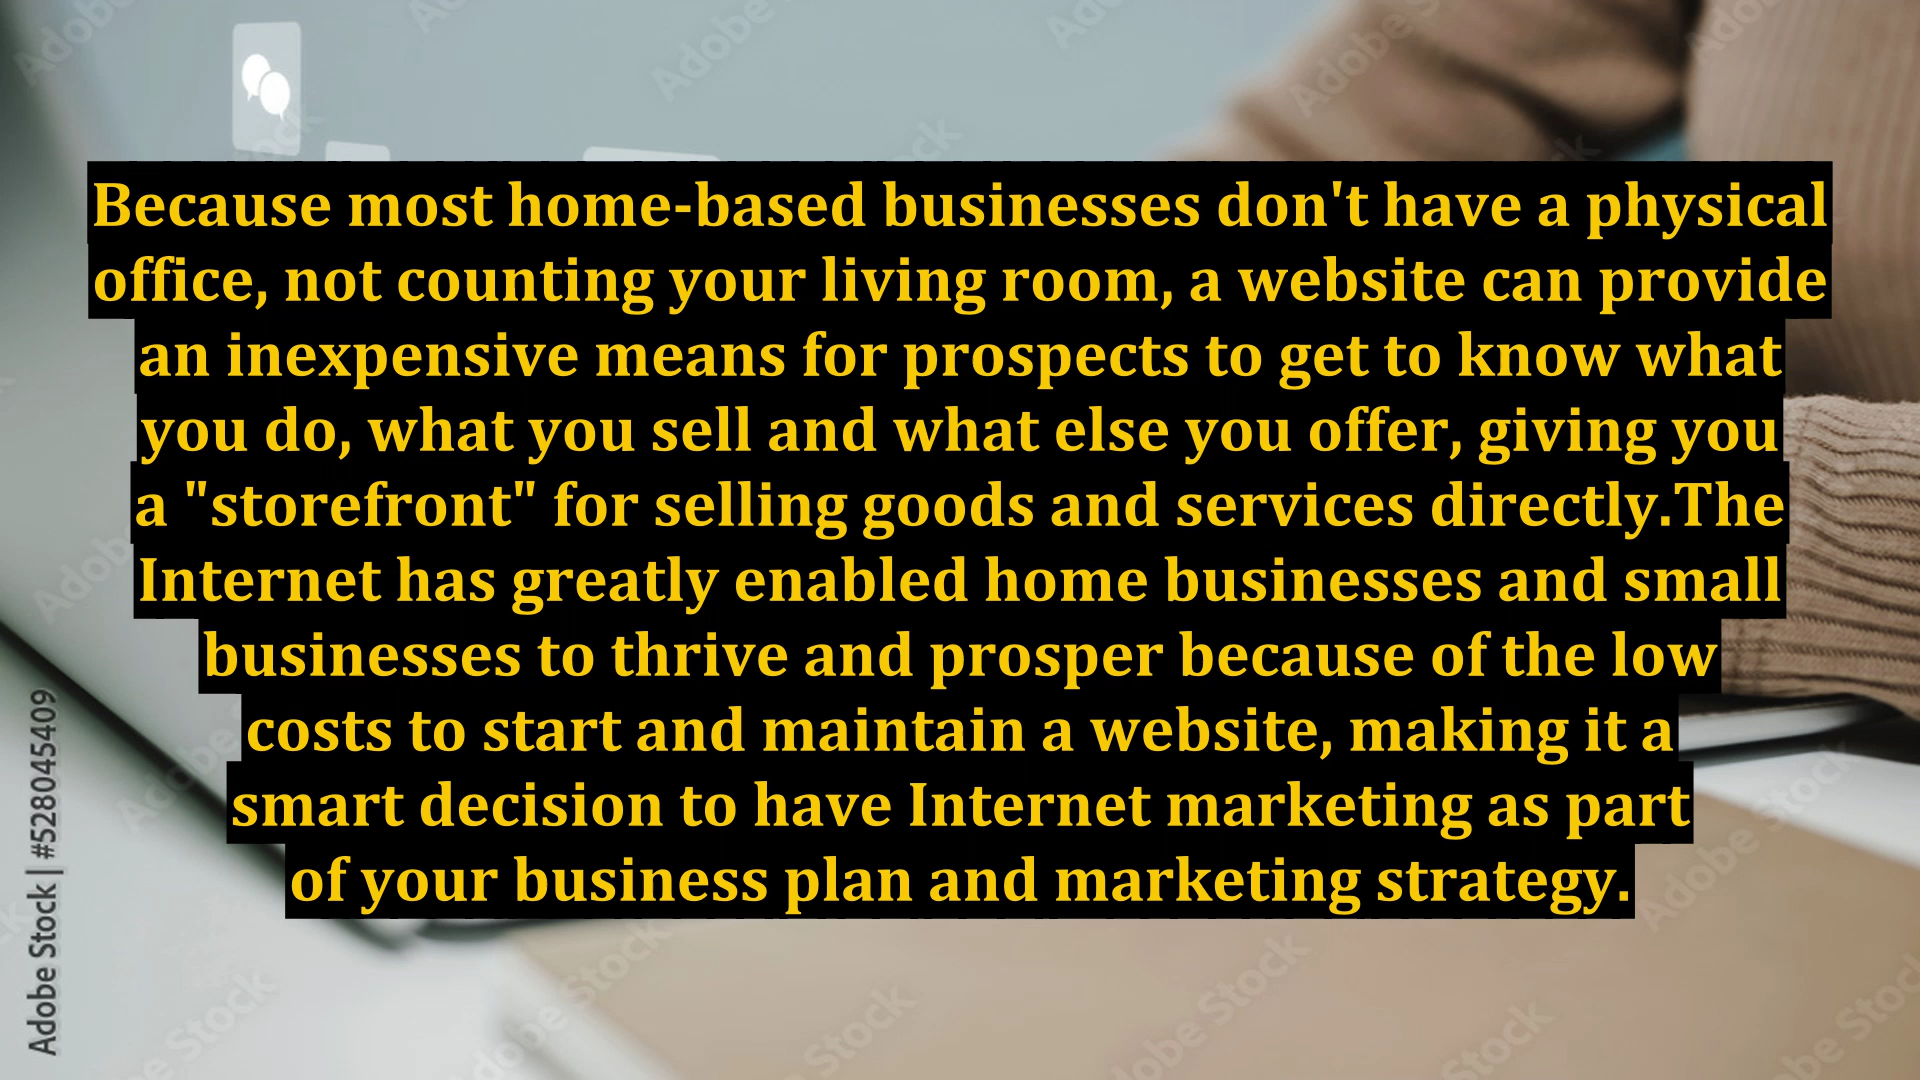 Because most home-based businesses don't have a physical
office, not counting your living room, a website can provide
an inexpensive means for prospects to get to know what
you do, what you sell and what else you offer, giving you
a "storefront" for selling goods and services directly.The
Internet has greatly enabled home businesses and small
businesses to thrive and prosper because of the low
costs to start and maintain a website, making it a
smart decision to have Internet marketing as part
of your business plan and marketing strategy.
Adobe Stock | #528045409